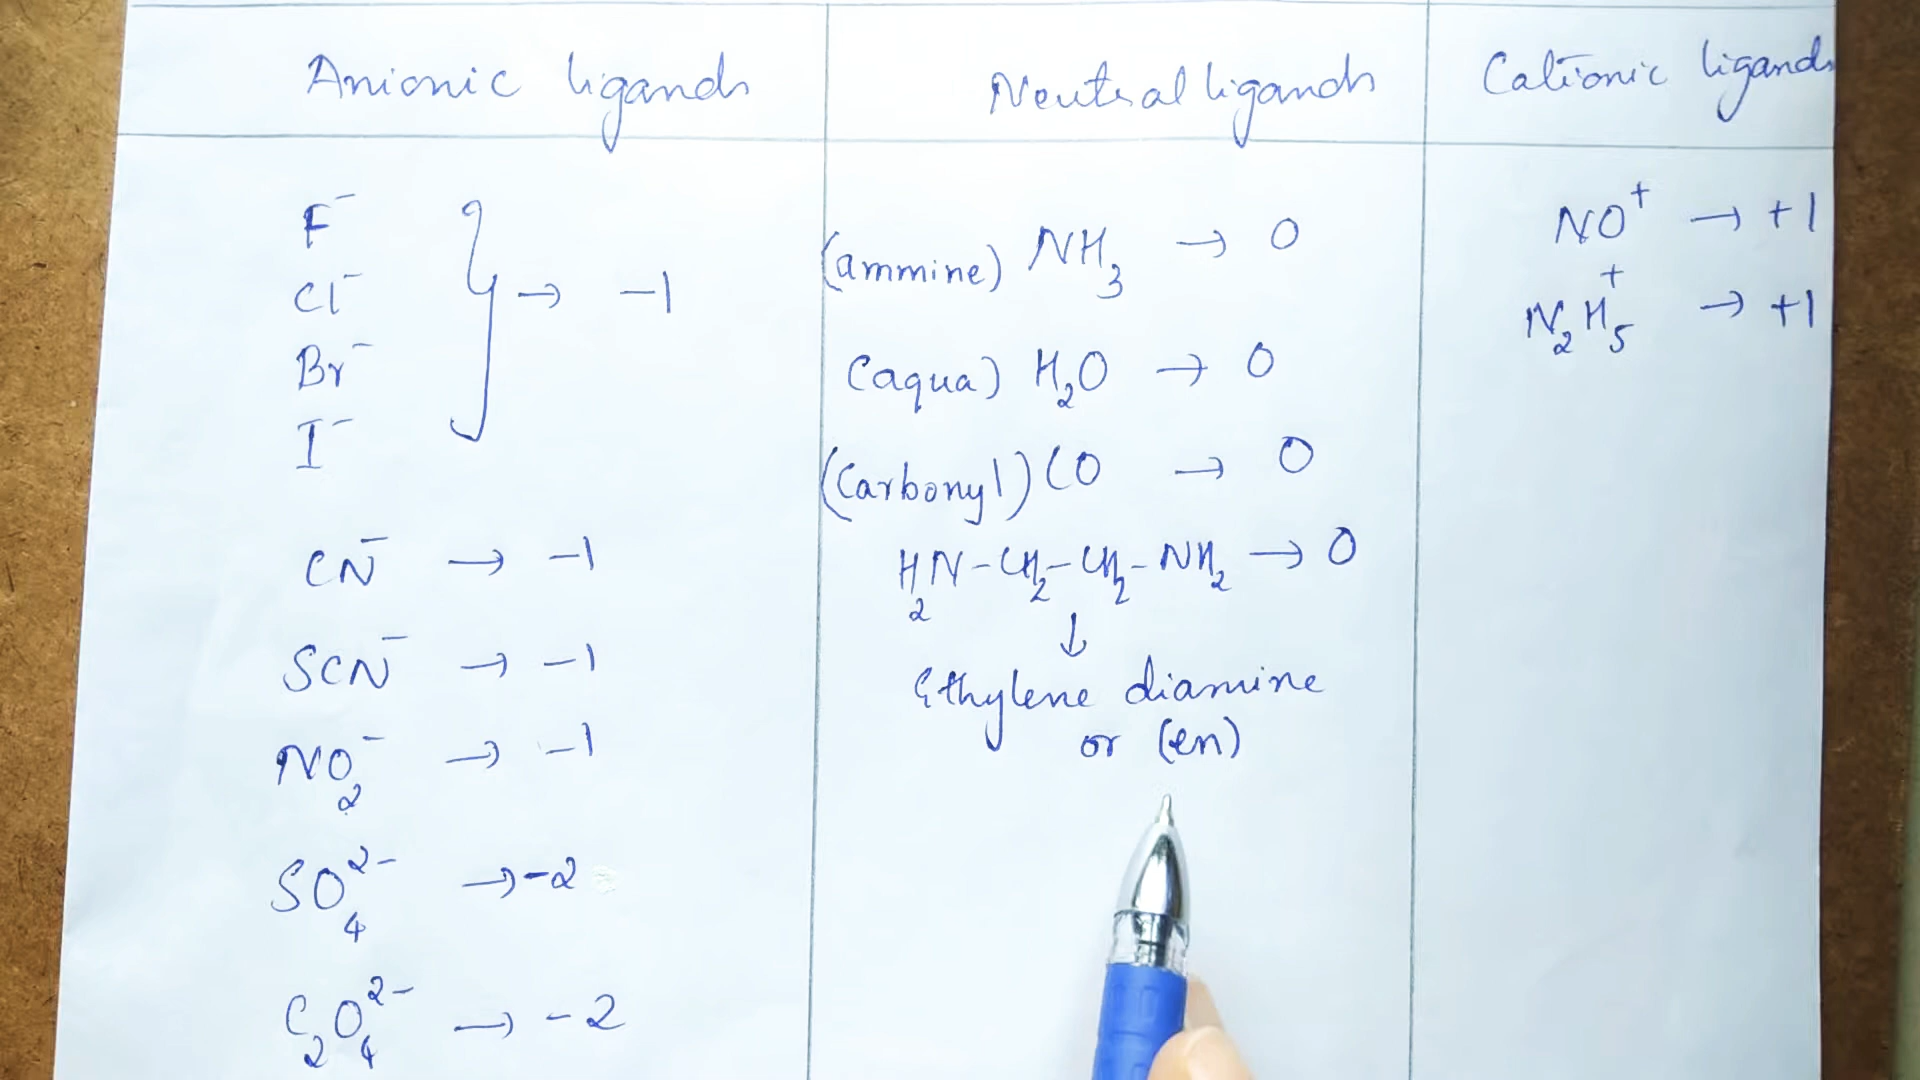 Anionic ligands
F⁻
Cl⁻
Br⁻
I⁻
→ -1
CN⁻ → -1
SCN⁻ → -1
NO₂⁻ → -1
SO₄²⁻ → -2
C₂O₄²⁻ → -2
Neutral ligands
(ammine) NH₃ → 0
(aqua) H₂O → 0
(Carbonyl) CO → 0
H₂N-CH₂-CH₂-NH₂ → 0
↓
Ethylene diamine
or (en)
Cationic ligands
NO⁺ → +1
N₂H₅⁺ → +1